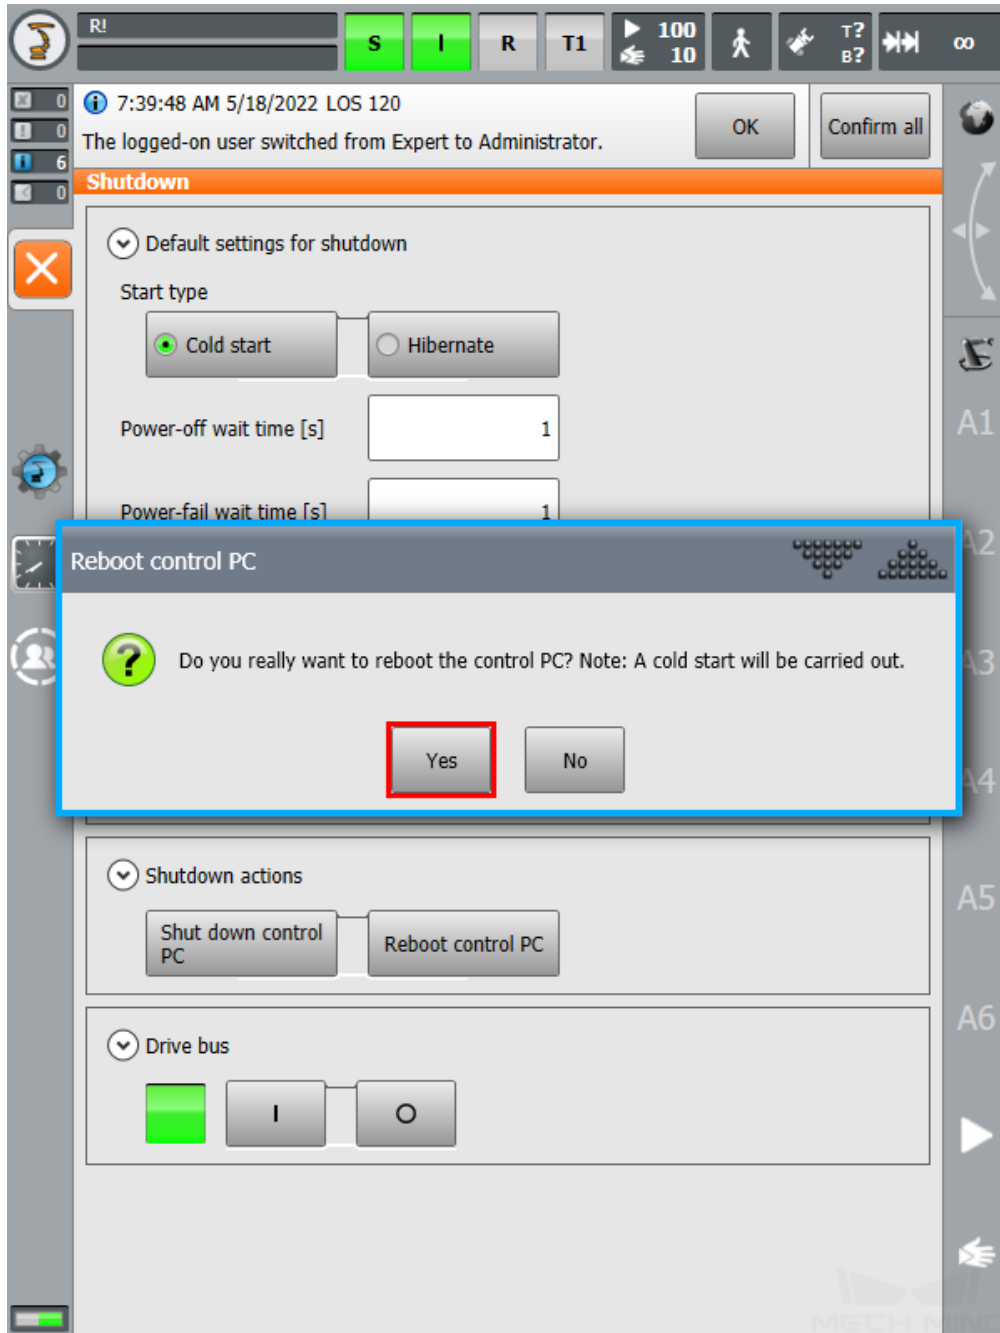 R!
S
I
R
T1
100
10
T?
B?
∞
0
0
6
0
7:39:48 AM 5/18/2022 LOS 120
The logged-on user switched from Expert to Administrator.
OK
Confirm all
Shutdown
Default settings for shutdown
Start type
Cold start
Hibernate
Power-off wait time [s]
1
Power-fail wait time [s]
1
Reboot control PC
Do you really want to reboot the control PC? Note: A cold start will be carried out.
Yes
No
Shutdown actions
Shut down control
PC
Reboot control PC
Drive bus
I
O
A1
A2
A3
A4
A5
A6
MECH MIND